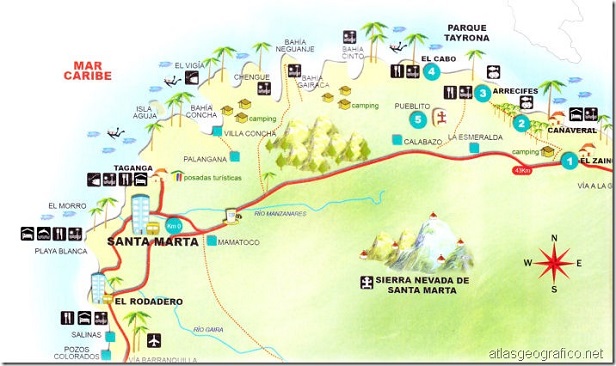 PARQUE
TAYRONA
MAR
CARIBE
BAHÍA
NEGUANJE
BAHÍA
CINTO
EL CABO
4
EL VIGÍA
CHENGUE
BAHÍA
GAIRACA
3
ARRECIFES
ISLA
AGUJA
BAHÍA
CONCHA
camping
camping
PUEBLITO
5
2
CAÑAVERAL
VILLA CONCHA
CALABAZO
LA ESMERALDA
camping
1
EL ZAINO
PALANGANA
TAGANGA
posadas turísticas
43Km
VÍA A LA
EL MORRO
Km 0
RÍO MANZANARES
SANTA MARTA
MAMATOCO
PLAYA BLANCA
N
W
E
S
SIERRA NEVADA DE
SANTA MARTA
EL RODADERO
SALINAS
RÍO GAIRA
POZOS
COLORADOS
VÍA BARRANQUILLA
atlasgeografico.net